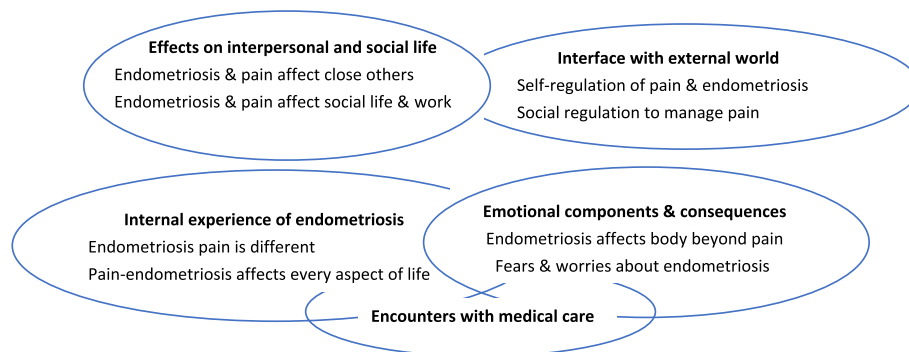 Effects on interpersonal and social life
Endometriosis & pain affect close others
Endometriosis & pain affect social life & work
Interface with external world
Self-regulation of pain & endometriosis
Social regulation to manage pain
Internal experience of endometriosis
Endometriosis pain is different
Pain-endometriosis affects every aspect of life
Emotional components & consequences
Endometriosis affects body beyond pain
Fears & worries about endometriosis
Encounters with medical care